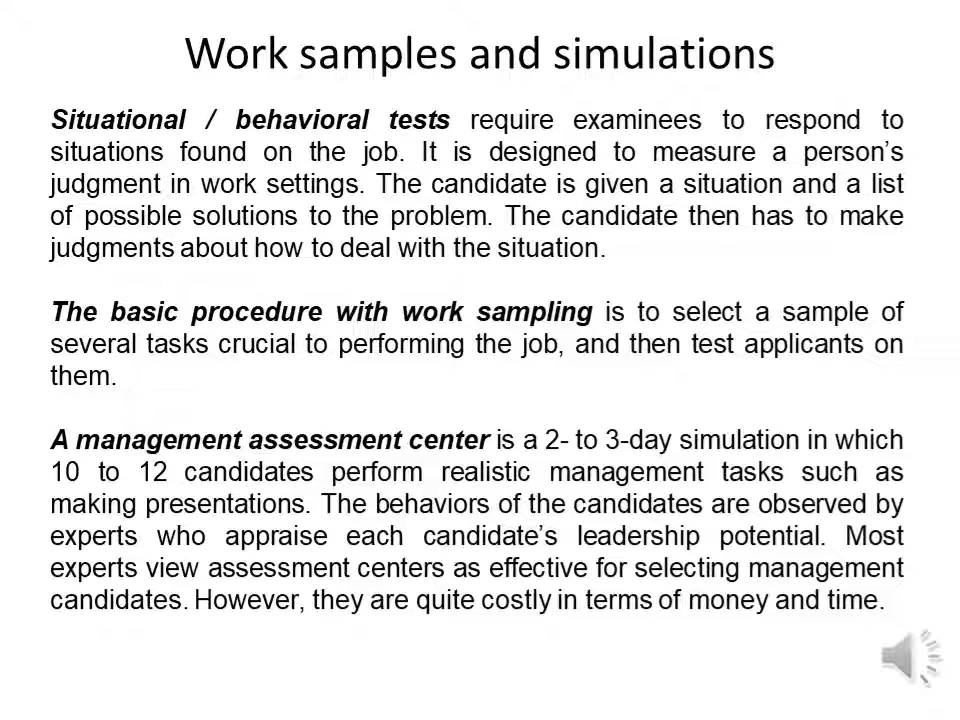 Work samples and simulations
Situational / behavioral tests require examinees to respond to
situations found on the job. It is designed to measure a person's
judgment in work settings. The candidate is given a situation and a list
of possible solutions to the problem. The candidate then has to make
judgments about how to deal with the situation.
The basic procedure with work sampling is to select a sample of
several tasks crucial to performing the job, and then test applicants on
them.
A management assessment center is a 2- to 3-day simulation in which
10 to 12 candidates perform realistic management tasks such as
making presentations. The behaviors of the candidates are observed by
experts who appraise each candidate's leadership potential. Most
experts view assessment centers as effective for selecting management
candidates. However, they are quite costly in terms of money and time.